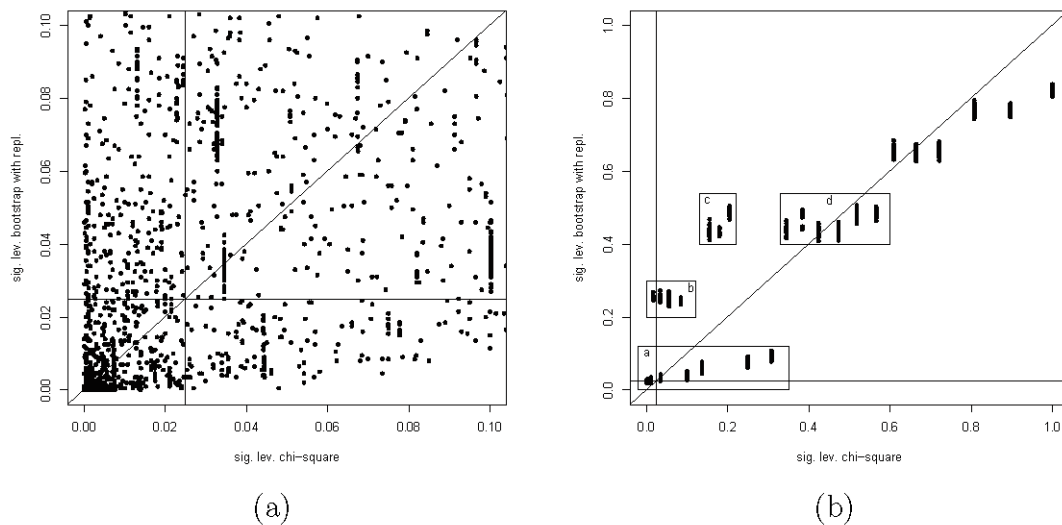 0.10
0.08
0.06
0.04
0.02
0.00
sig. lev. bootstrap with repl.
0.00 0.02 0.04 0.06 0.08 0.10
sig. lev. chi-square
(a)
1.0
0.8
0.6
0.4
0.2
0.0
sig. lev. bootstrap with repl.
c
d
b
a
0.0 0.2 0.4 0.6 0.8 1.0
sig. lev. chi-square
(b)